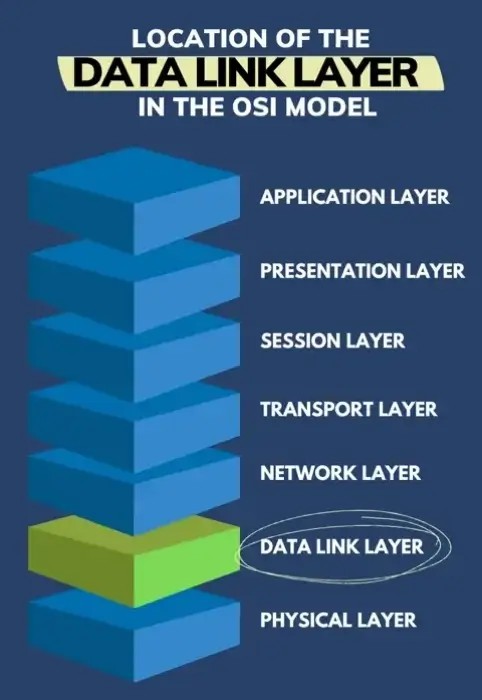 LOCATION OF THE
DATA LINK LAYER
IN THE OSI MODEL
APPLICATION LAYER
PRESENTATION LAYER
SESSION LAYER
TRANSPORT LAYER
NETWORK LAYER
DATA LINK LAYER
PHYSICAL LAYER